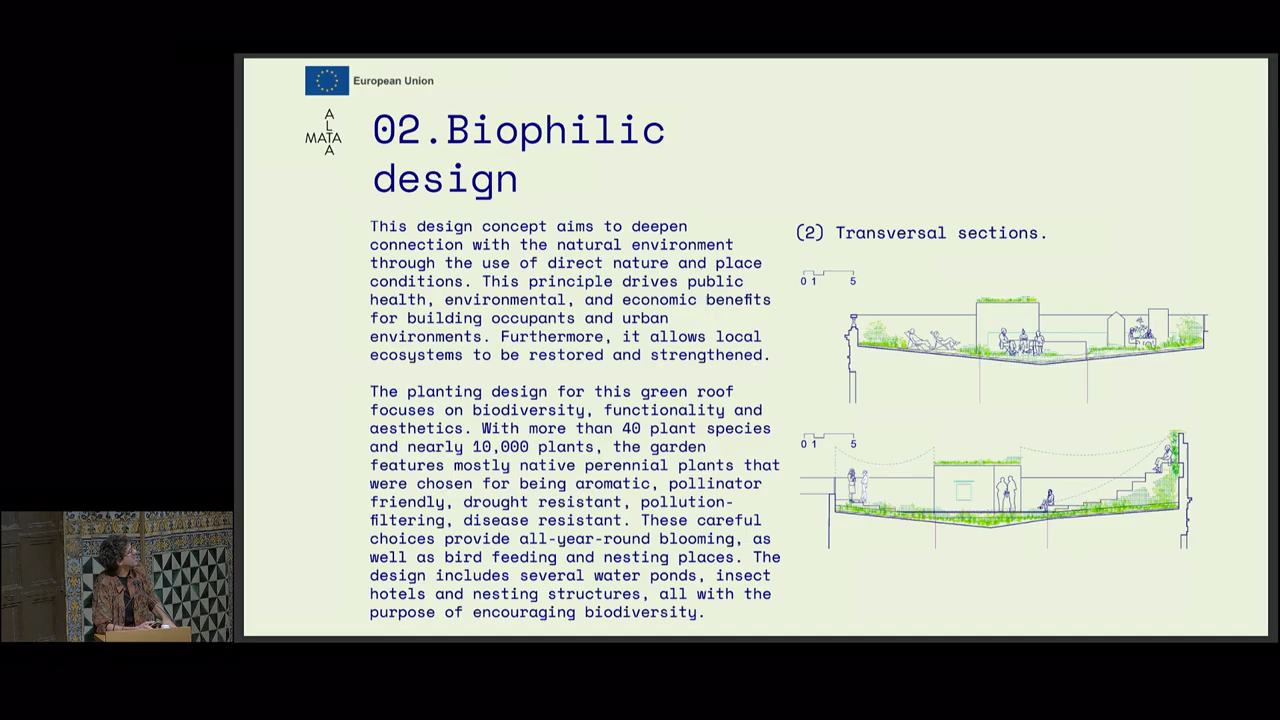 European Union
A
L
MATA
A
02.Biophilic
design
This design concept aims to deepen
connection with the natural environment
through the use of direct nature and place
conditions. This principle drives public
health, environmental, and economic benefits
for building occupants and urban
environments. Furthermore, it allows local
ecosystems to be restored and strengthened.
The planting design for this green roof
focuses on biodiversity, functionality and
aesthetics. With more than 40 plant species
and nearly 10,000 plants, the garden
features mostly native perennial plants that
were chosen for being aromatic, pollinator
friendly, drought resistant, pollution-
filtering, disease resistant. These careful
choices provide all-year-round blooming, as
well as bird feeding and nesting places. The
design includes several water ponds, insect
hotels and nesting structures, all with the
purpose of encouraging biodiversity.
(2) Transversal sections.
0 1 5
0 1 5